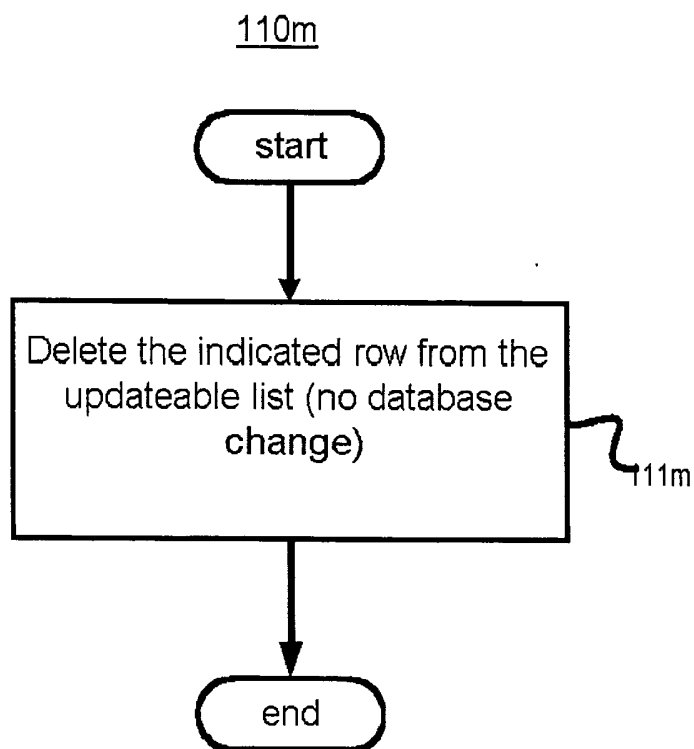 110m
start
Delete the indicated row from the
updateable list (no database
change)
111m
end